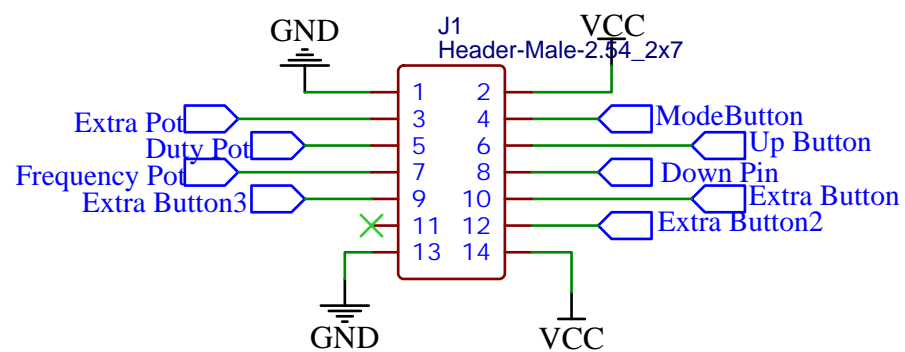 GND
J1
VCC
Header-Male-2.54_2x7
1 2
Extra Pot 3 4 ModeButton
Duty Pot 5 6 Up Button
Frequency Pot 7 8 Down Pin
Extra Button3 9 10 Extra Button
11 12 Extra Button2
13 14
GND
VCC